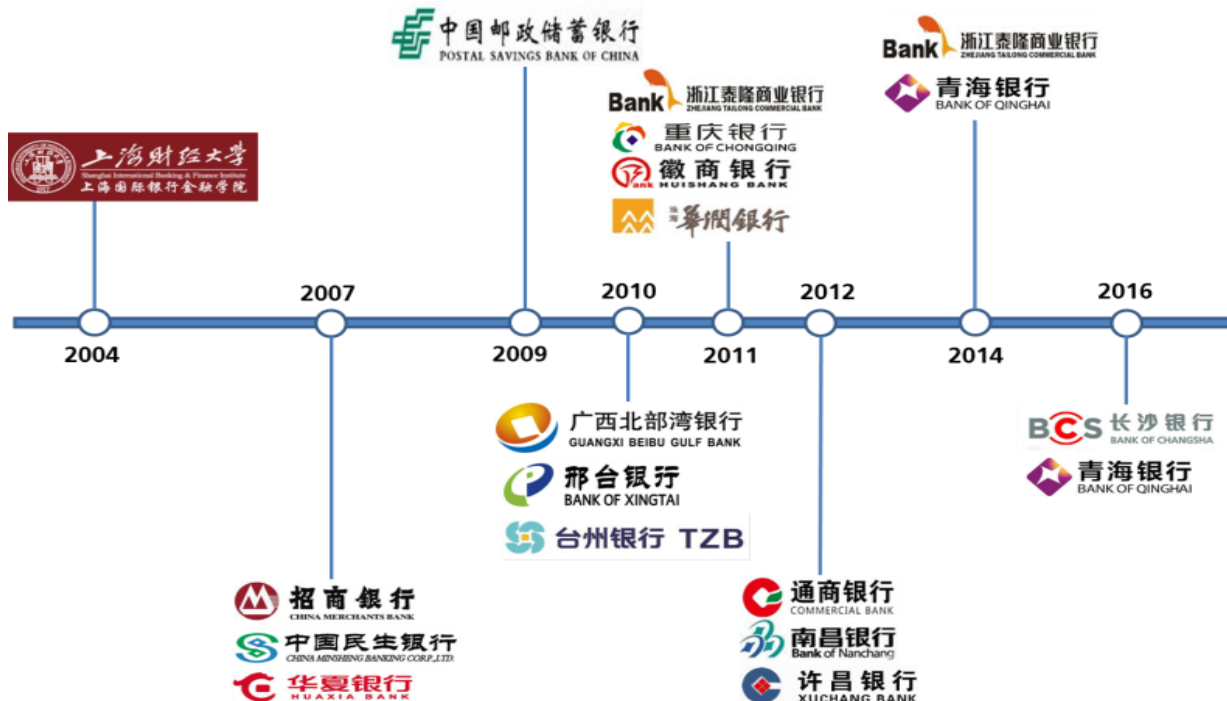 中国邮政储蓄银行
POSTAL SAVINGS BANK OF CHINA
Bank 浙江泰隆商业银行
ZHEJIANG TAILONG COMMERCIAL BANK
青海银行
BANK OF QINGHAI
Bank 浙江泰隆商业银行
ZHEJIANG TAILONG COMMERCIAL BANK
重庆银行
BANK OF CHONGQING
徽商银行
Bank HUISHANG BANK
珠海 華潤銀行
上海财经大学
Shanghai International Banking & Finance Institute
上海国际银行金融学院
2007
2010
2012
2016
2004
2009
2011
2014
广西北部湾银行
GUANGXI BEIBU GULF BANK
邢台银行
BANK OF XINGTAI
台州银行 TZB
BCS 长沙银行
BANK OF CHANGSHA
青海银行
BANK OF QINGHAI
招商银行
CHINA MERCHANTS BANK
中国民生银行
CHINA MINSHENG BANKING CORP.,LTD.
华夏银行
HUAXIA BANK
通商银行
COMMERCIAL BANK
南昌银行
Bank of Nanchang
许昌银行
XUCHANG BANK